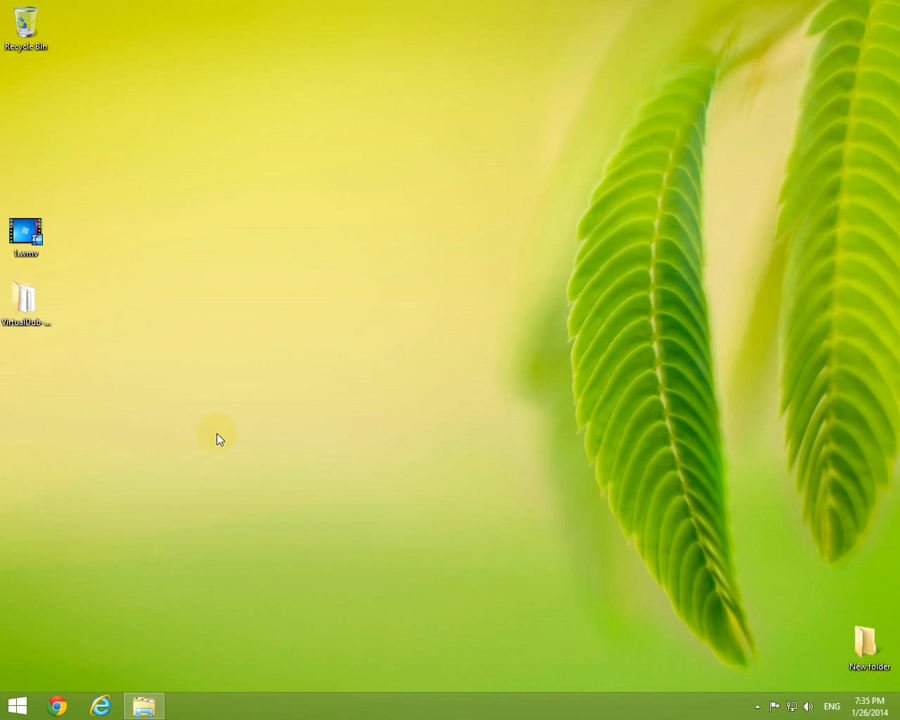 Recycle Bin
1.wmv
VirtualDub-...
New folder
ENG
7:35 PM
1/26/2014